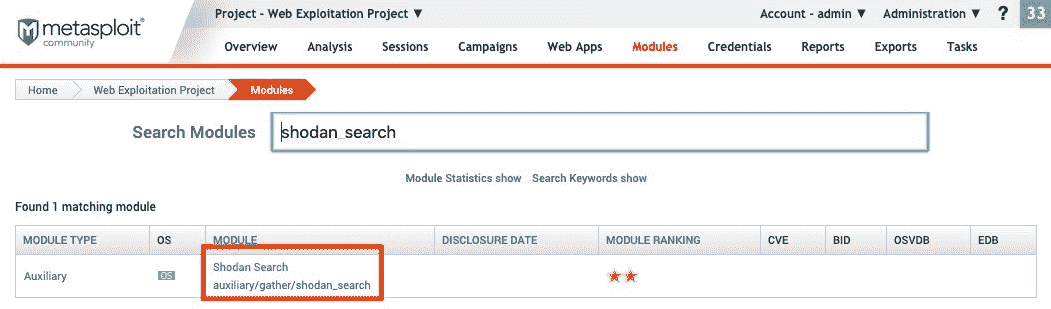 metasploit®
community
Project - Web Exploitation Project ▼
Account - admin ▼ Administration ▼ ? 33
Overview Analysis Sessions Campaigns Web Apps Modules Credentials Reports Exports Tasks
Home Web Exploitation Project Modules
Search Modules shodan_search
Module Statistics show Search Keywords show
Found 1 matching module
MODULE TYPE OS MODULE DISCLOSURE DATE MODULE RANKING CVE BID OSVDB EDB
Auxiliary OS Shodan Search
auxiliary/gather/shodan_search